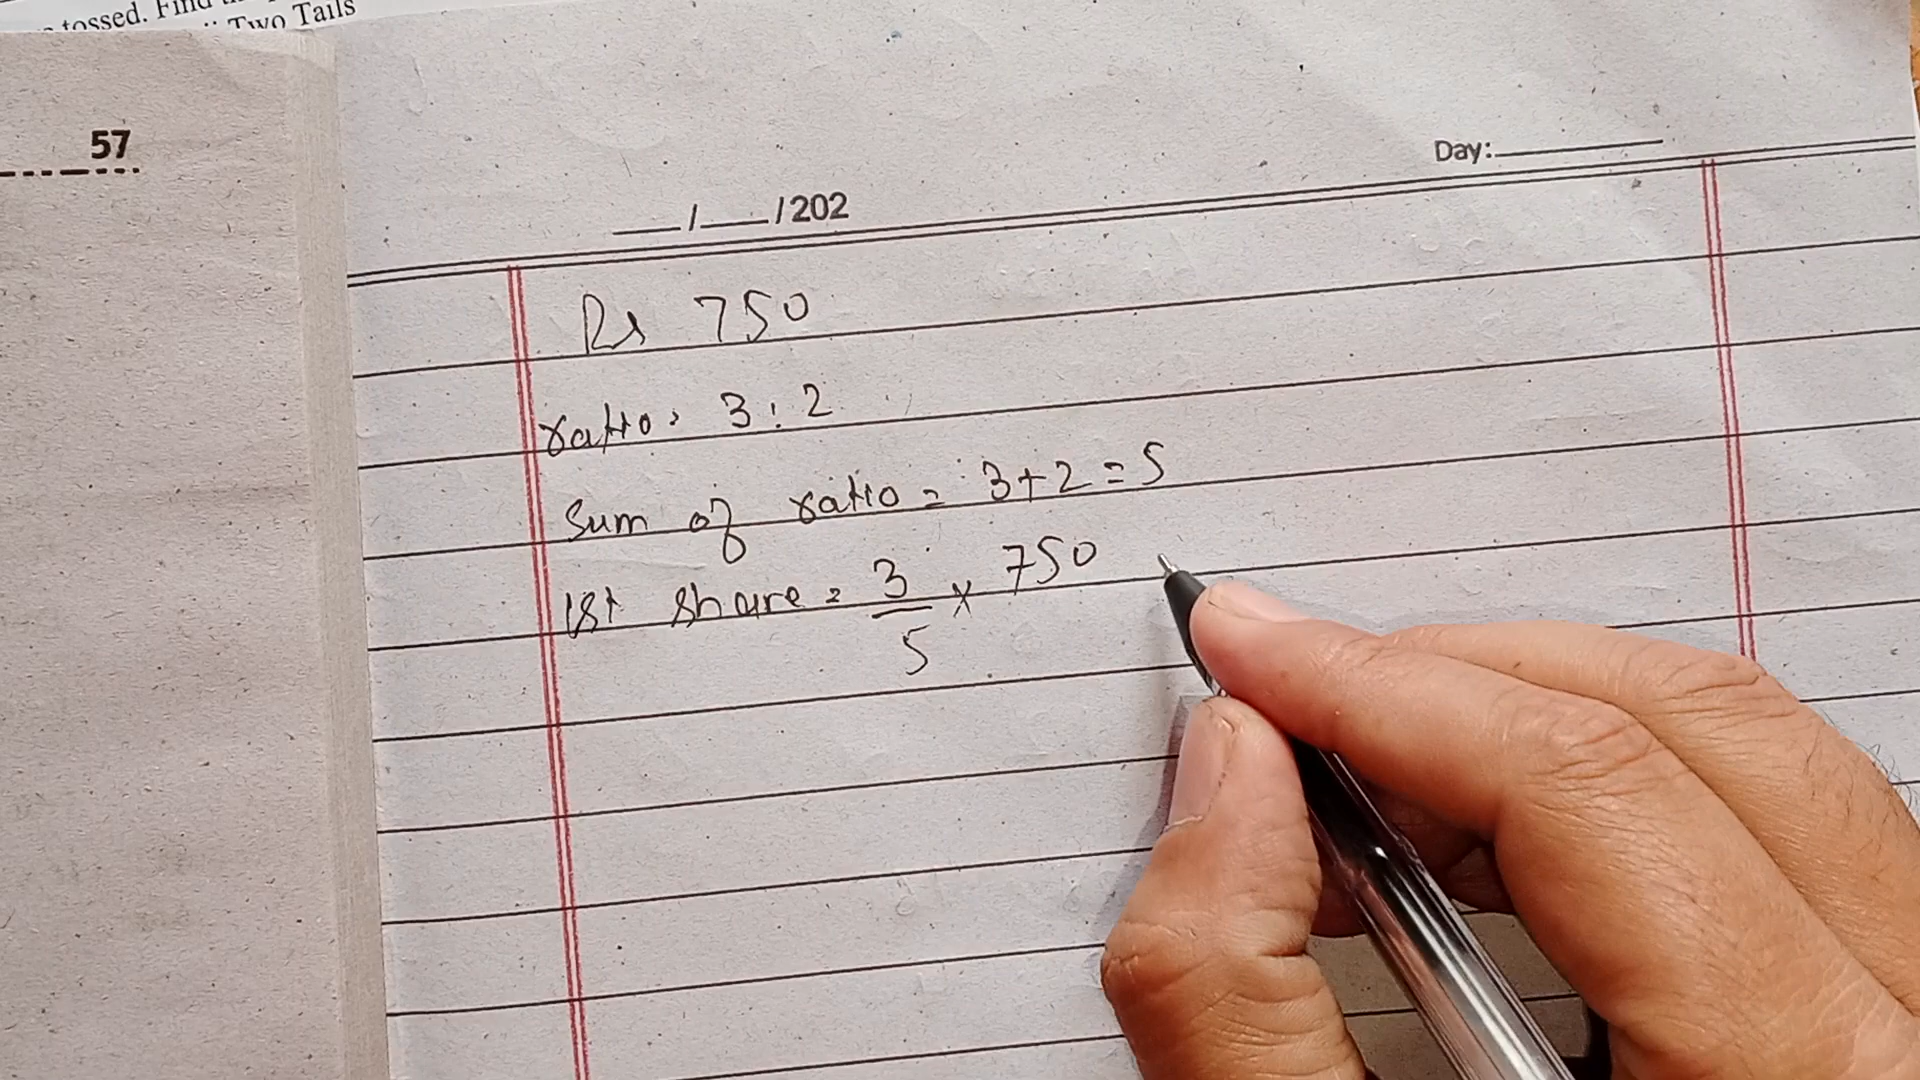 tossed. Find
Two Tails
57
Day:
/ /202
Rs 750
ratio = 3 : 2
Sum of ratio = 3+2=5
1st share = 3/5 × 750